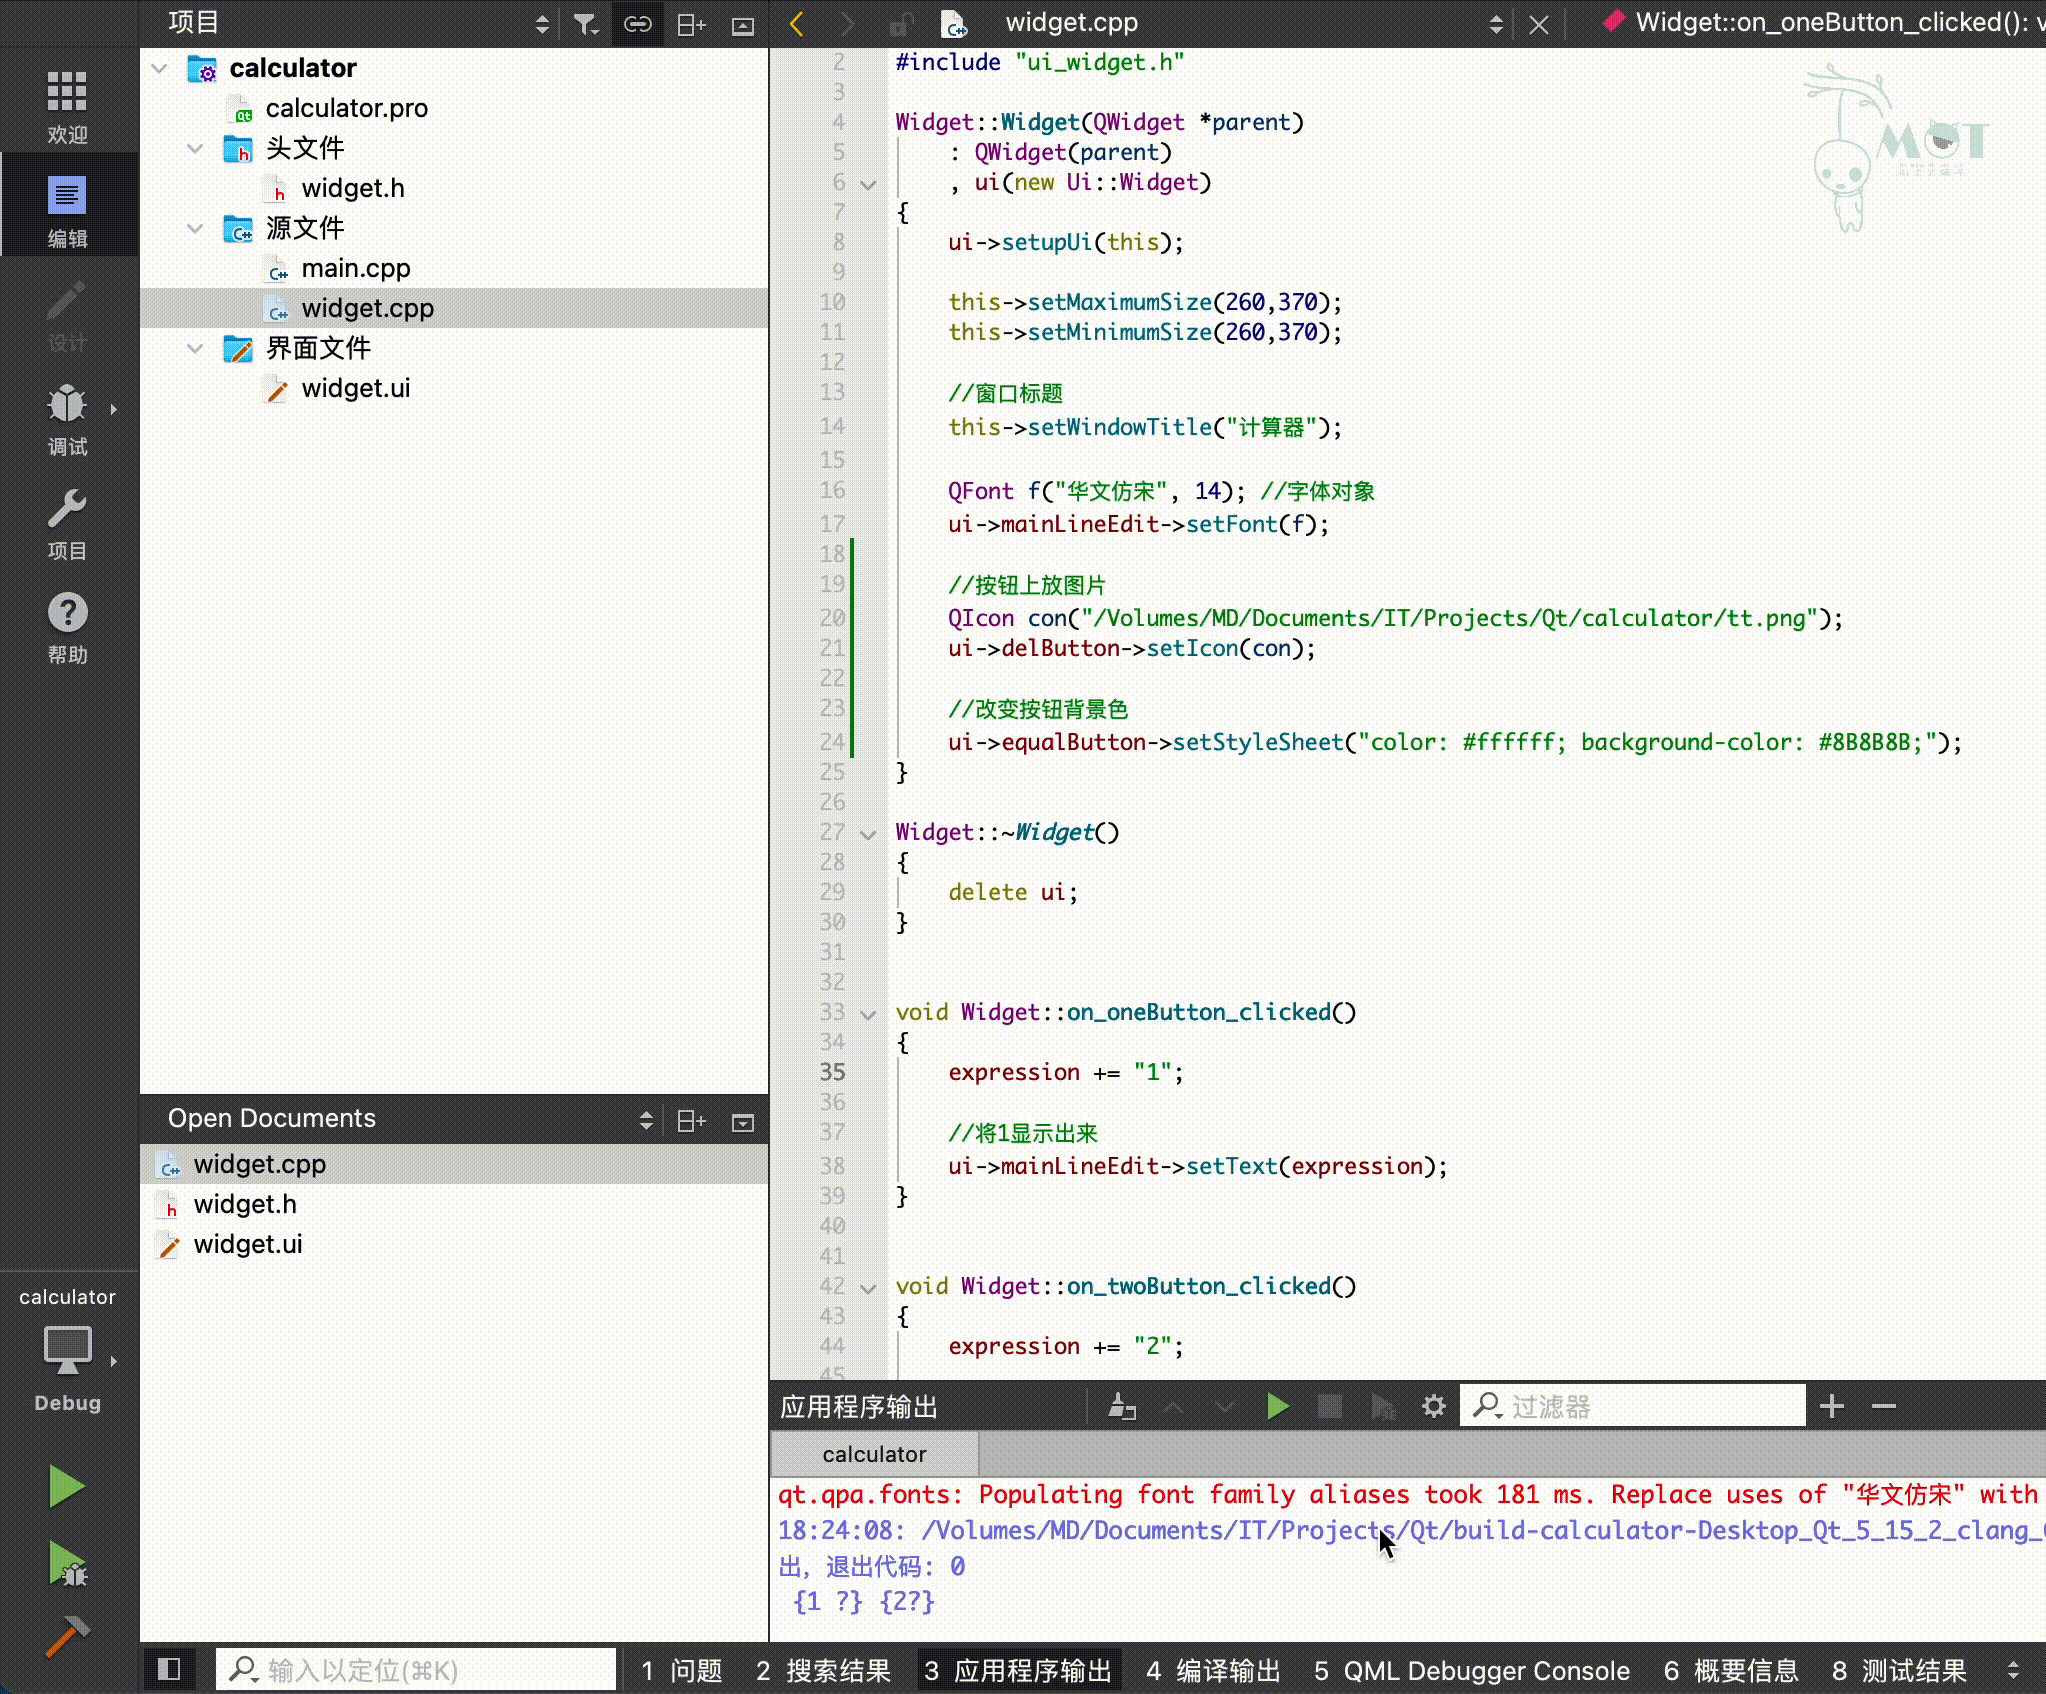 项目
widget.cpp
Widget::on_oneButton_clicked(): v
欢迎
编辑
设计
调试
项目
帮助
calculator
Debug
calculator
calculator.pro
头文件
widget.h
源文件
main.cpp
widget.cpp
界面文件
widget.ui
Open Documents
widget.cpp
widget.h
widget.ui
MOT
2 #include "ui_widget.h"
3
4 Widget::Widget(QWidget *parent)
5 : QWidget(parent)
6 , ui(new Ui::Widget)
7 {
8 ui->setupUi(this);
9
10 this->setMaximumSize(260,370);
11 this->setMinimumSize(260,370);
12
13 //窗口标题
14 this->setWindowTitle("计算器");
15
16 QFont f("华文仿宋", 14); //字体对象
17 ui->mainLineEdit->setFont(f);
18
19 //按钮上放图片
20 QIcon con("/Volumes/MD/Documents/IT/Projects/Qt/calculator/tt.png");
21 ui->delButton->setIcon(con);
22
23 //改变按钮背景色
24 ui->equalButton->setStyleSheet("color: #ffffff; background-color: #8B8B8B;");
25 }
26
27 Widget::~Widget()
28 {
29 delete ui;
30 }
31
32
33 void Widget::on_oneButton_clicked()
34 {
35 expression += "1";
36
37 //将1显示出来
38 ui->mainLineEdit->setText(expression);
39 }
40
41
42 void Widget::on_twoButton_clicked()
43 {
44 expression += "2";
45
应用程序输出
过滤器
calculator
qt.qpa.fonts: Populating font family aliases took 181 ms. Replace uses of "华文仿宋" with
18:24:08: /Volumes/MD/Documents/IT/Projects/Qt/build-calculator-Desktop_Qt_5_15_2_clang_
出，退出代码: 0
{1 ?} {2?}
输入以定位(⌘K)
1 问题 2 搜索结果 3 应用程序输出 4 编译输出 5 QML Debugger Console 6 概要信息 8 测试结果